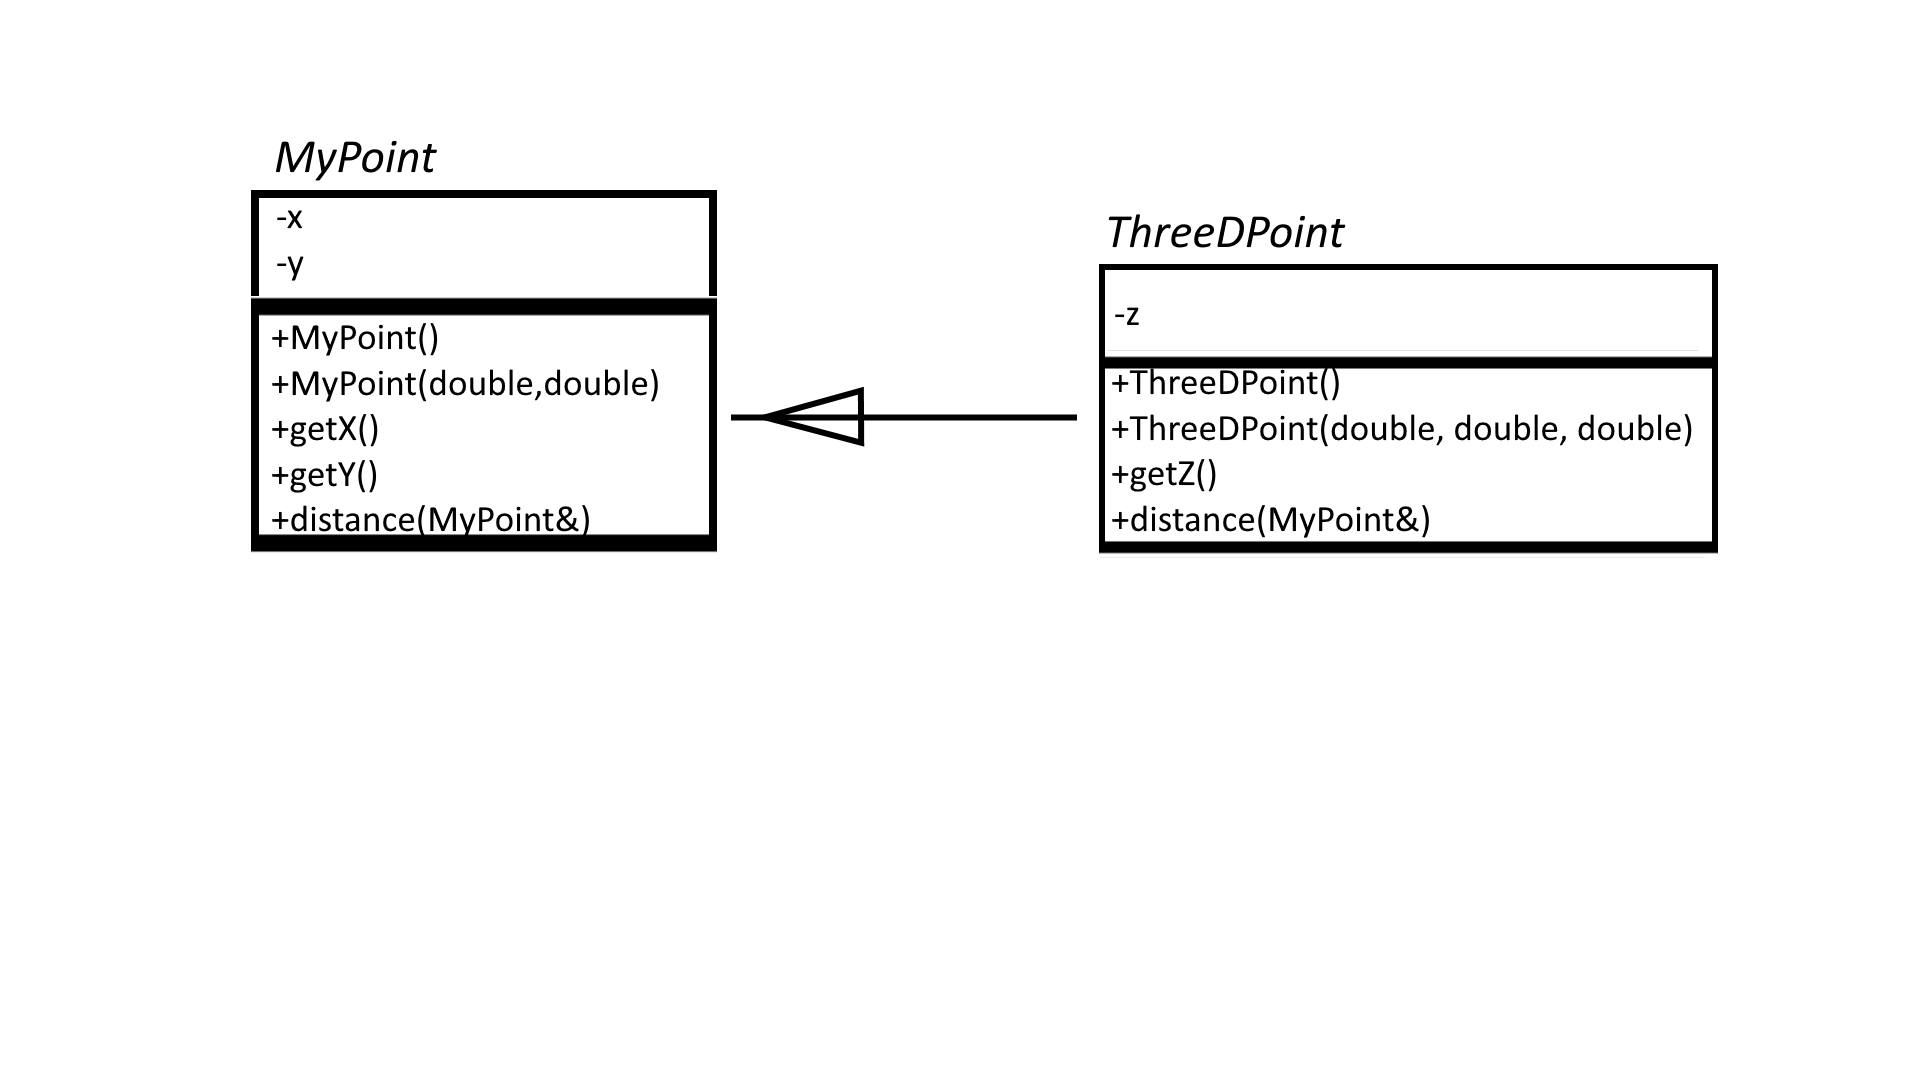 MyPoint
-x
-y
+MyPoint()
+MyPoint(double,double)
+getX()
+getY()
+distance(MyPoint&)
ThreeDPoint
-z
+ThreeDPoint()
+ThreeDPoint(double, double, double)
+getZ()
+distance(MyPoint&)